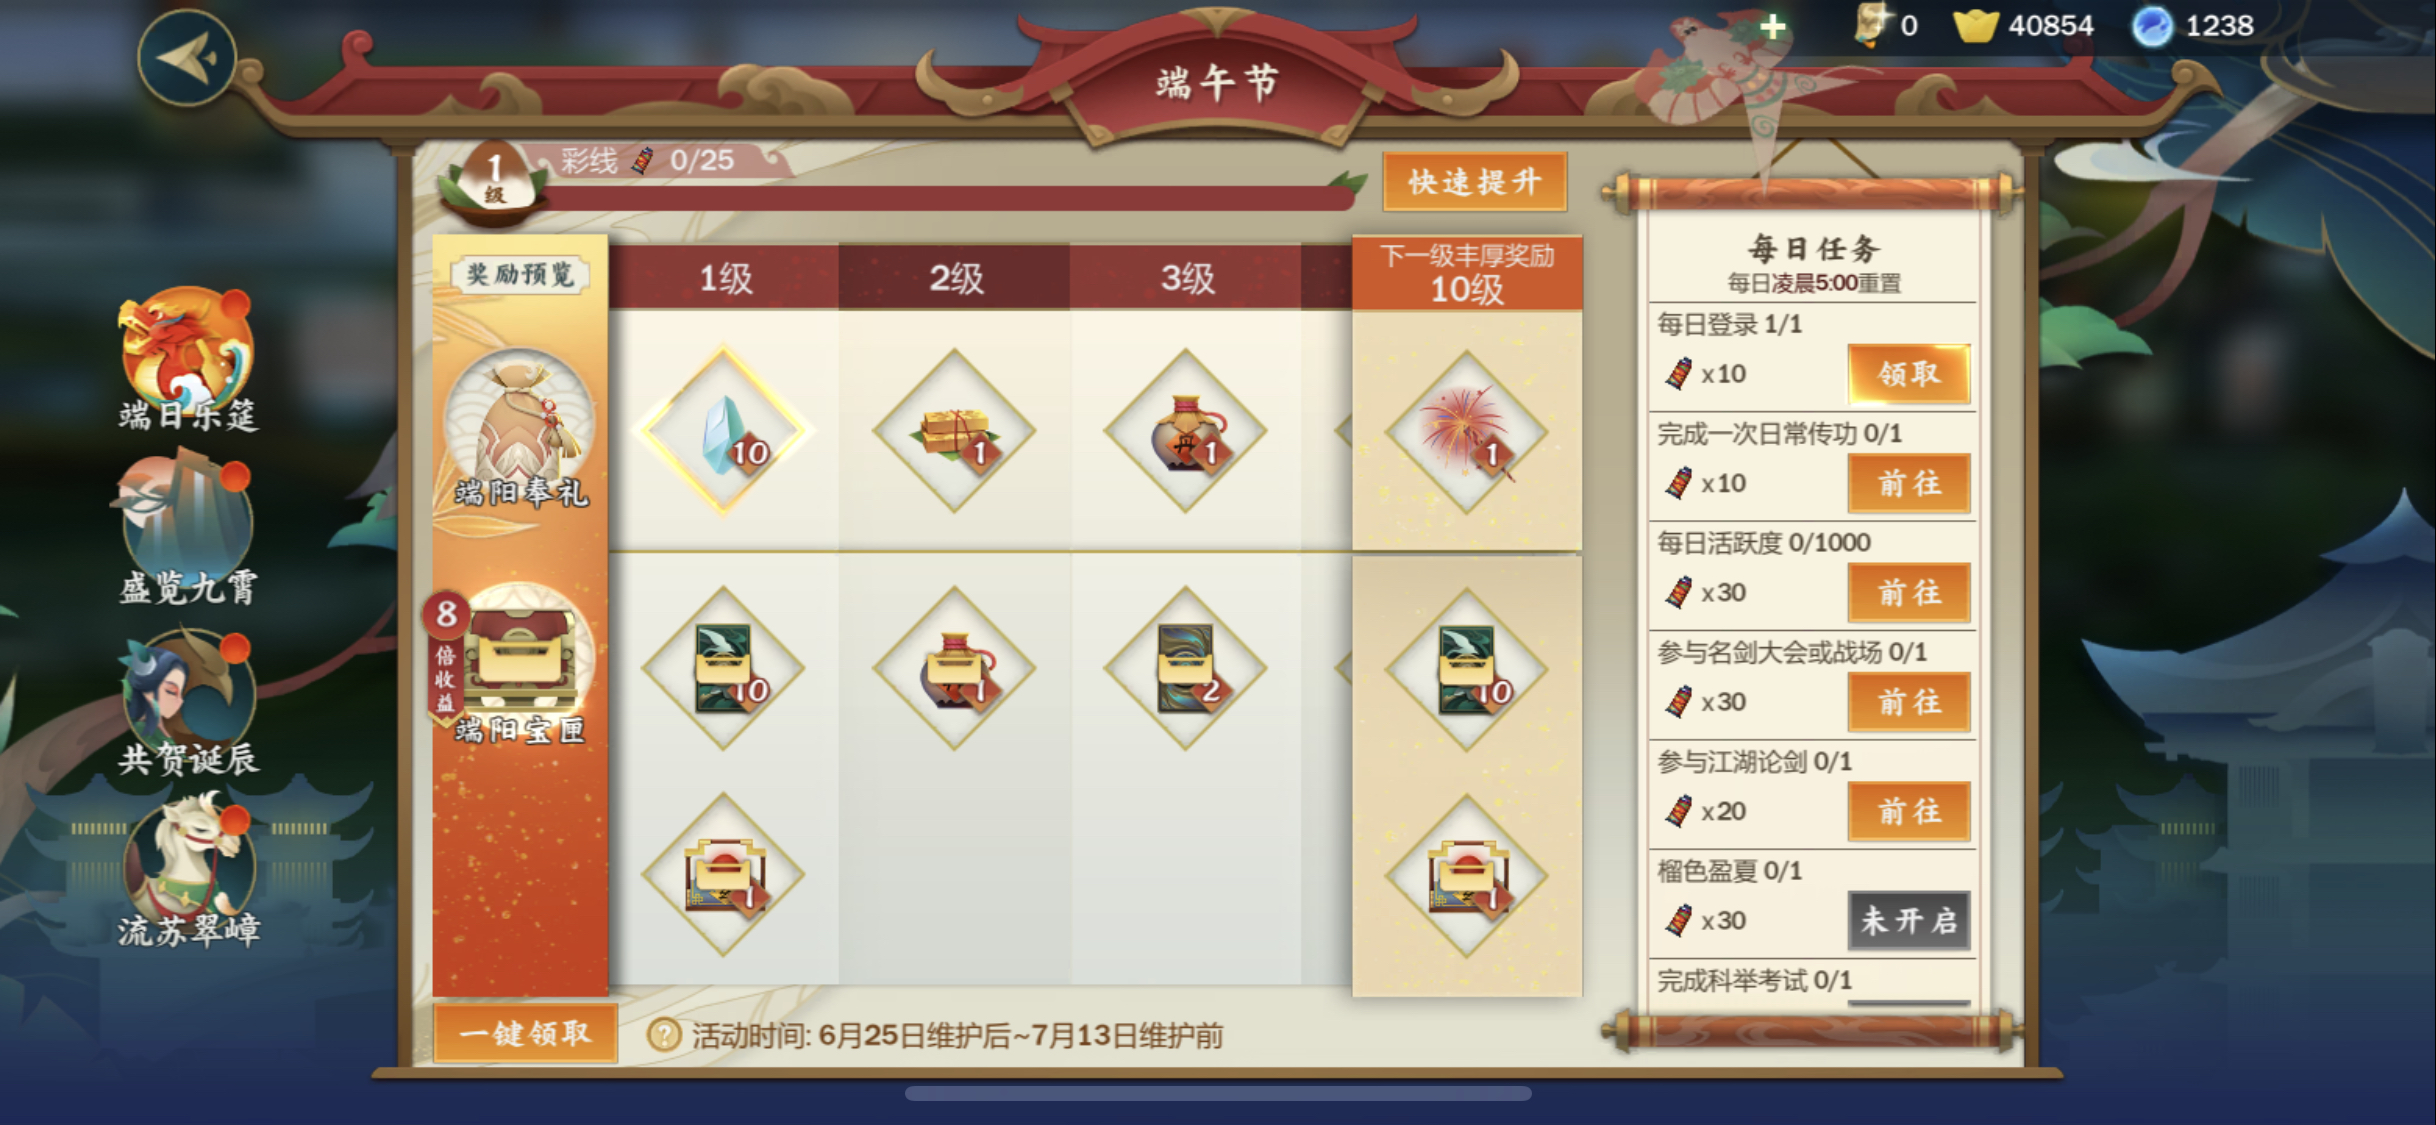 端午节
0
40854
1238
1
级
彩线 0/25
快速提升
奖励预览
1级
2级
3级
下一级丰厚奖励
10级
端阳奉礼
10
1
丹
1
1
8
倍收益
端阳宝匣
10
1
2
10
1
1
一键领取
活动时间: 6月25日维护后~7月13日维护前
端日乐筵
盛览九霄
共贺诞辰
流苏翠嶂
每日任务
每日凌晨5:00重置
每日登录 1/1
x10
领取
完成一次日常传功 0/1
x10
前往
每日活跃度 0/1000
x30
前往
参与名剑大会或战场 0/1
x30
前往
参与江湖论剑 0/1
x20
前往
榴色盈夏 0/1
x30
未开启
完成科举考试 0/1